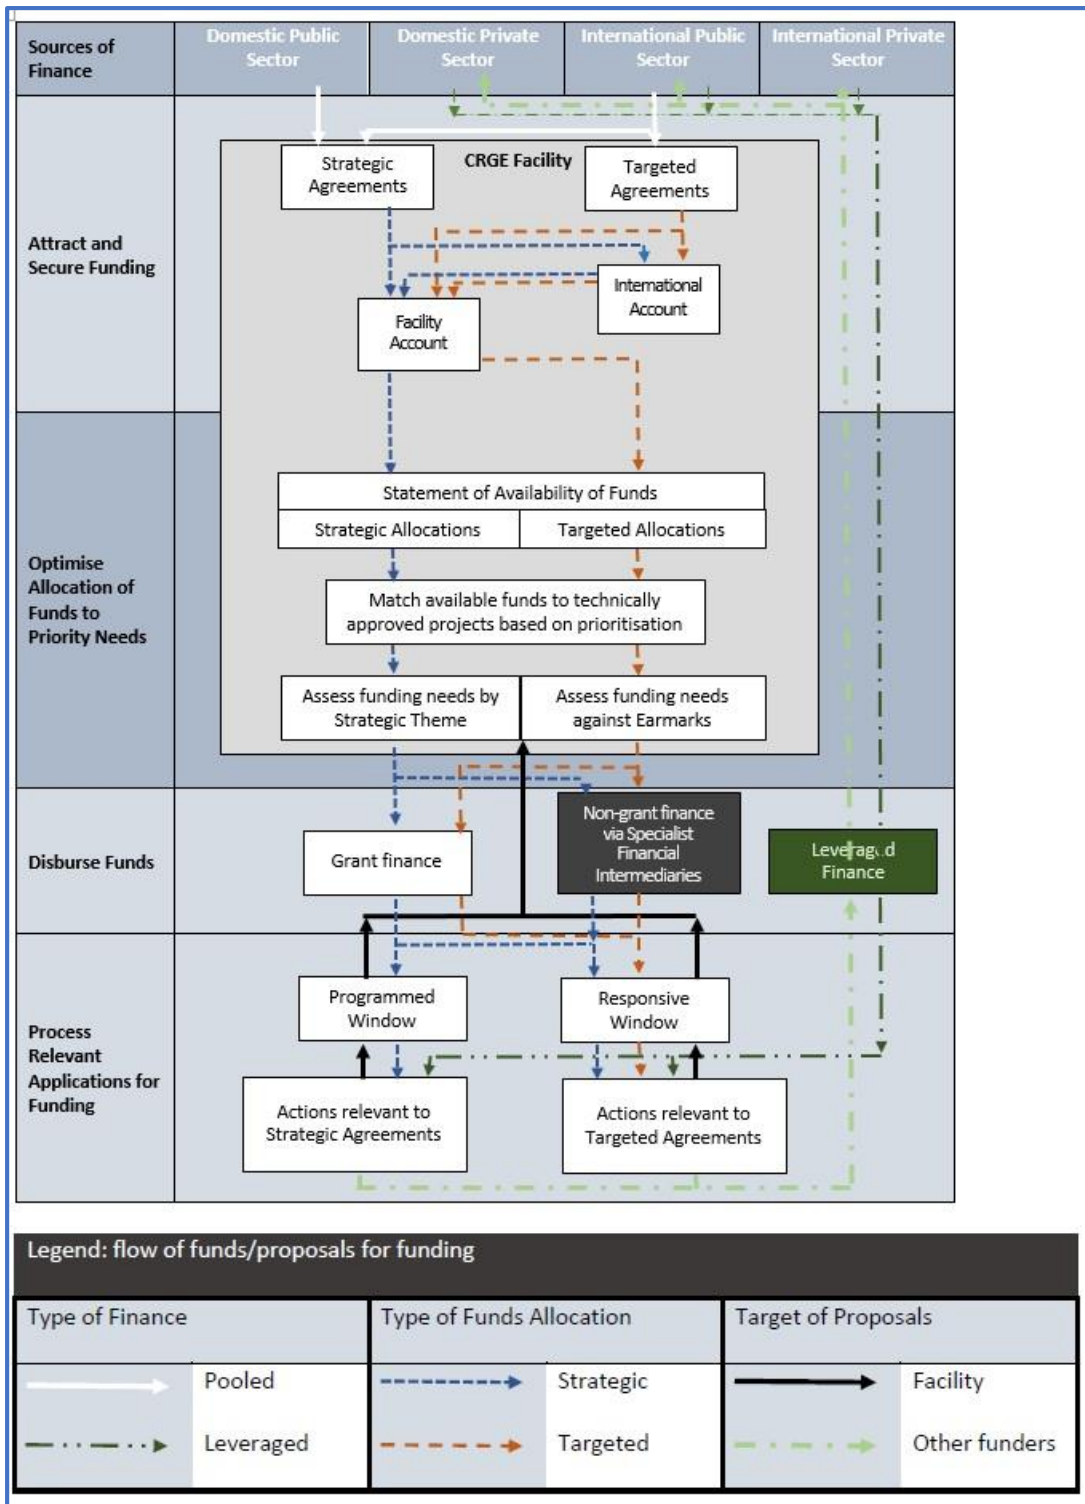 Sources of
Finance
Domestic Public
Sector
Domestic Private
Sector
International Public
Sector
International Private
Sector
Attract and
Secure Funding
CRGE Facility
Strategic
Agreements
Targeted
Agreements
International
Account
Facility
Account
Optimise
Allocation of
Funds to
Priority Needs
Statement of Availability of Funds
Strategic Allocations
Targeted Allocations
Match available funds to technically
approved projects based on prioritisation
Assess funding needs by
Strategic Theme
Assess funding needs
against Earmarks
Disburse Funds
Grant finance
Non-grant finance
via Specialist
Financial
Intermediaries
Leveraged
Finance
Process
Relevant
Applications for
Funding
Programmed
Window
Responsive
Window
Actions relevant to
Strategic Agreements
Actions relevant to
Targeted Agreements
Legend: flow of funds/proposals for funding
Type of Finance
Type of Funds Allocation
Target of Proposals
Pooled
Strategic
Facility
Leveraged
Targeted
Other funders